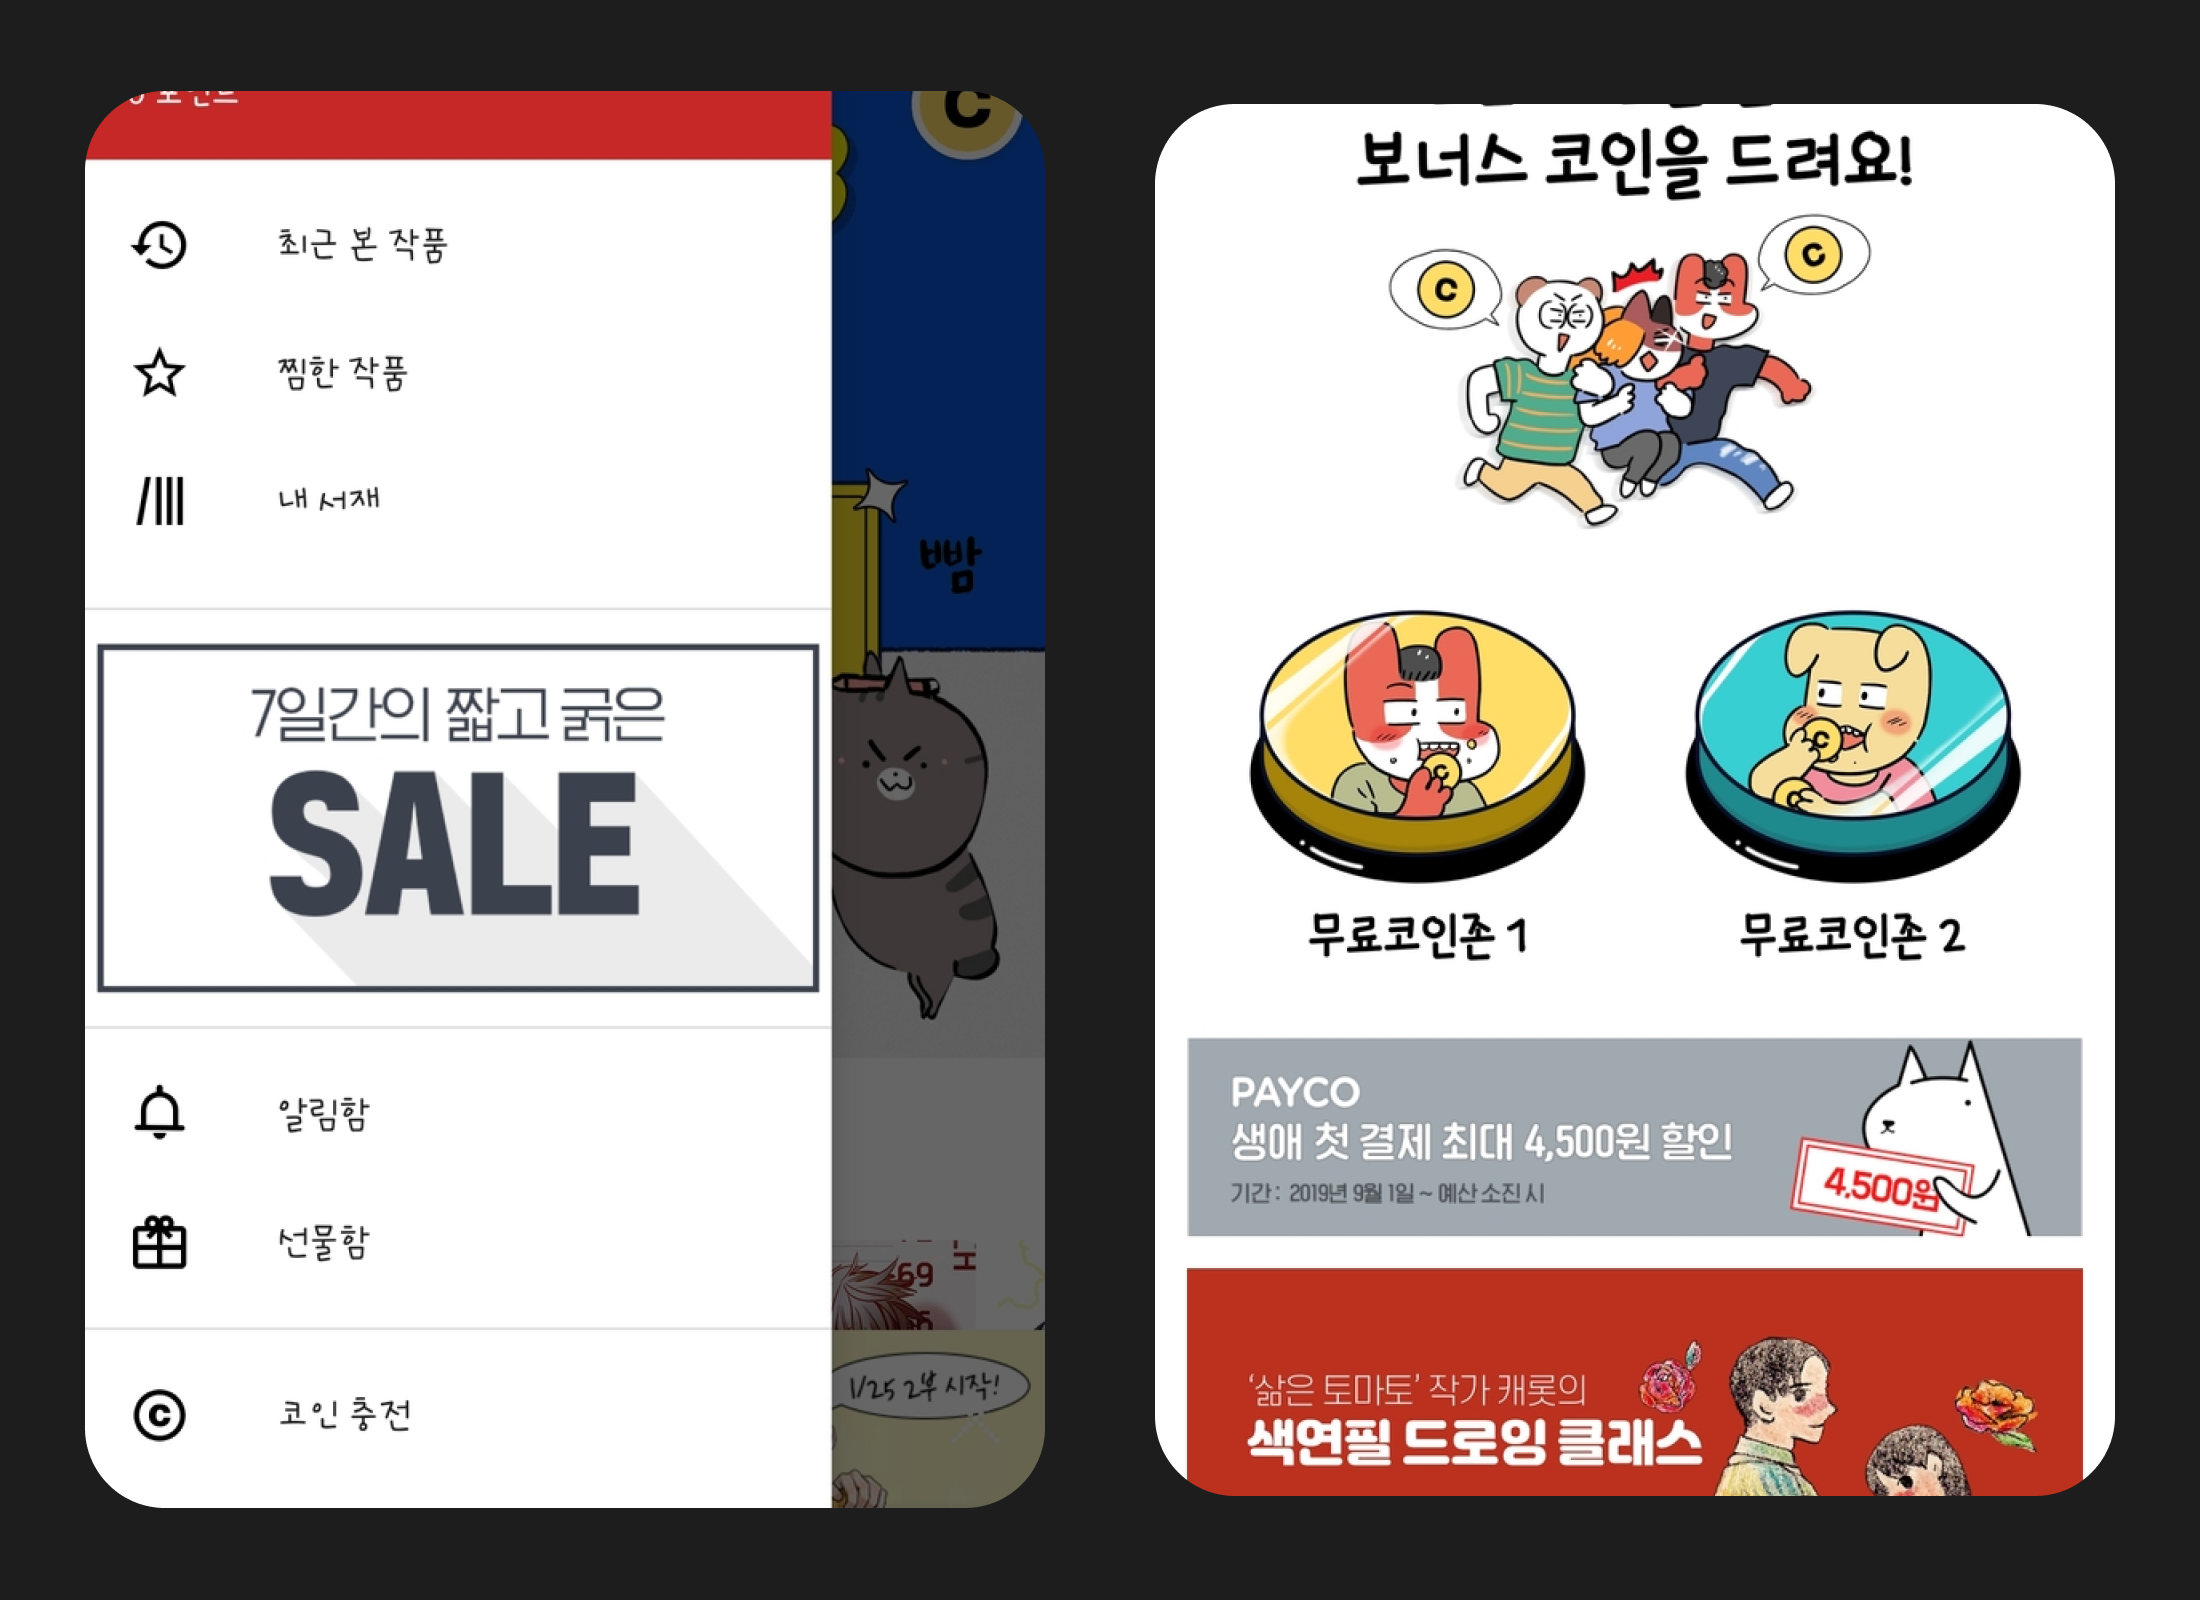 최근 본 작품
찜한 작품
내 서재
7일간의 짧고 굵은
SALE
알림함
선물함
C
코인 충전
C
빰
69
1/25 2부 시작!
보너스 코인을 드려요!
C
C
C
C
C
무료코인존 1
무료코인존 2
PAYCO
생애 첫 결제 최대 4,500원 할인
기간 : 2019년 9월 1일 ~ 예산 소진 시
4,500원
‘삶은 토마토’ 작가 캐롯의
색연필 드로잉 클래스